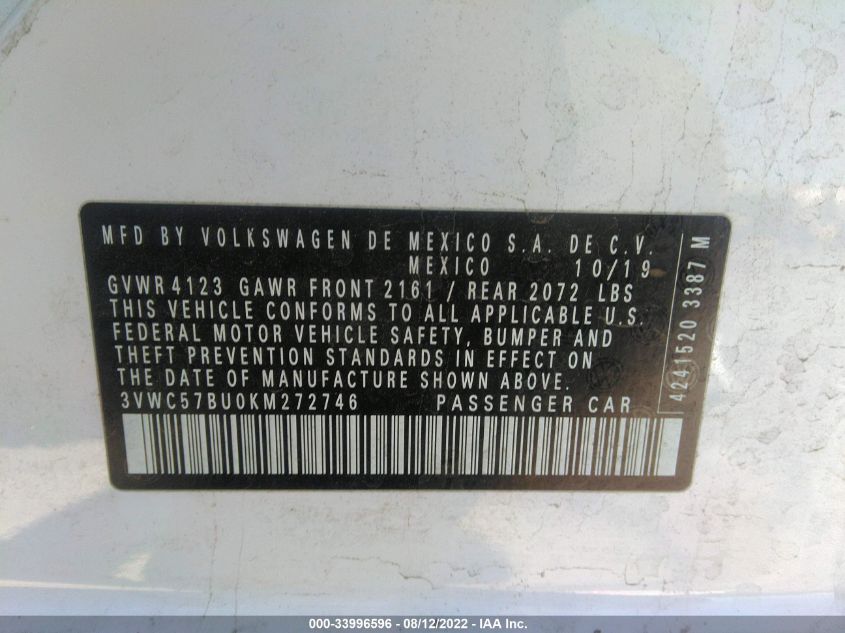 MFD BY VOLKSWAGEN DE MEXICO S.A. DE C.V.
MEXICO 10/19
GVWR 4123 GAWR FRONT 2161 / REAR 2072 LBS
THIS VEHICLE CONFORMS TO ALL APPLICABLE U.S.
FEDERAL MOTOR VEHICLE SAFETY, BUMPER AND
THEFT PREVENTION STANDARDS IN EFFECT ON
THE DATE OF MANUFACTURE SHOWN ABOVE.
3VWC57BU0KM272746 PASSENGER CAR
4241520 3387 M
000-33996596 - 08/12/2022 - IAA Inc.